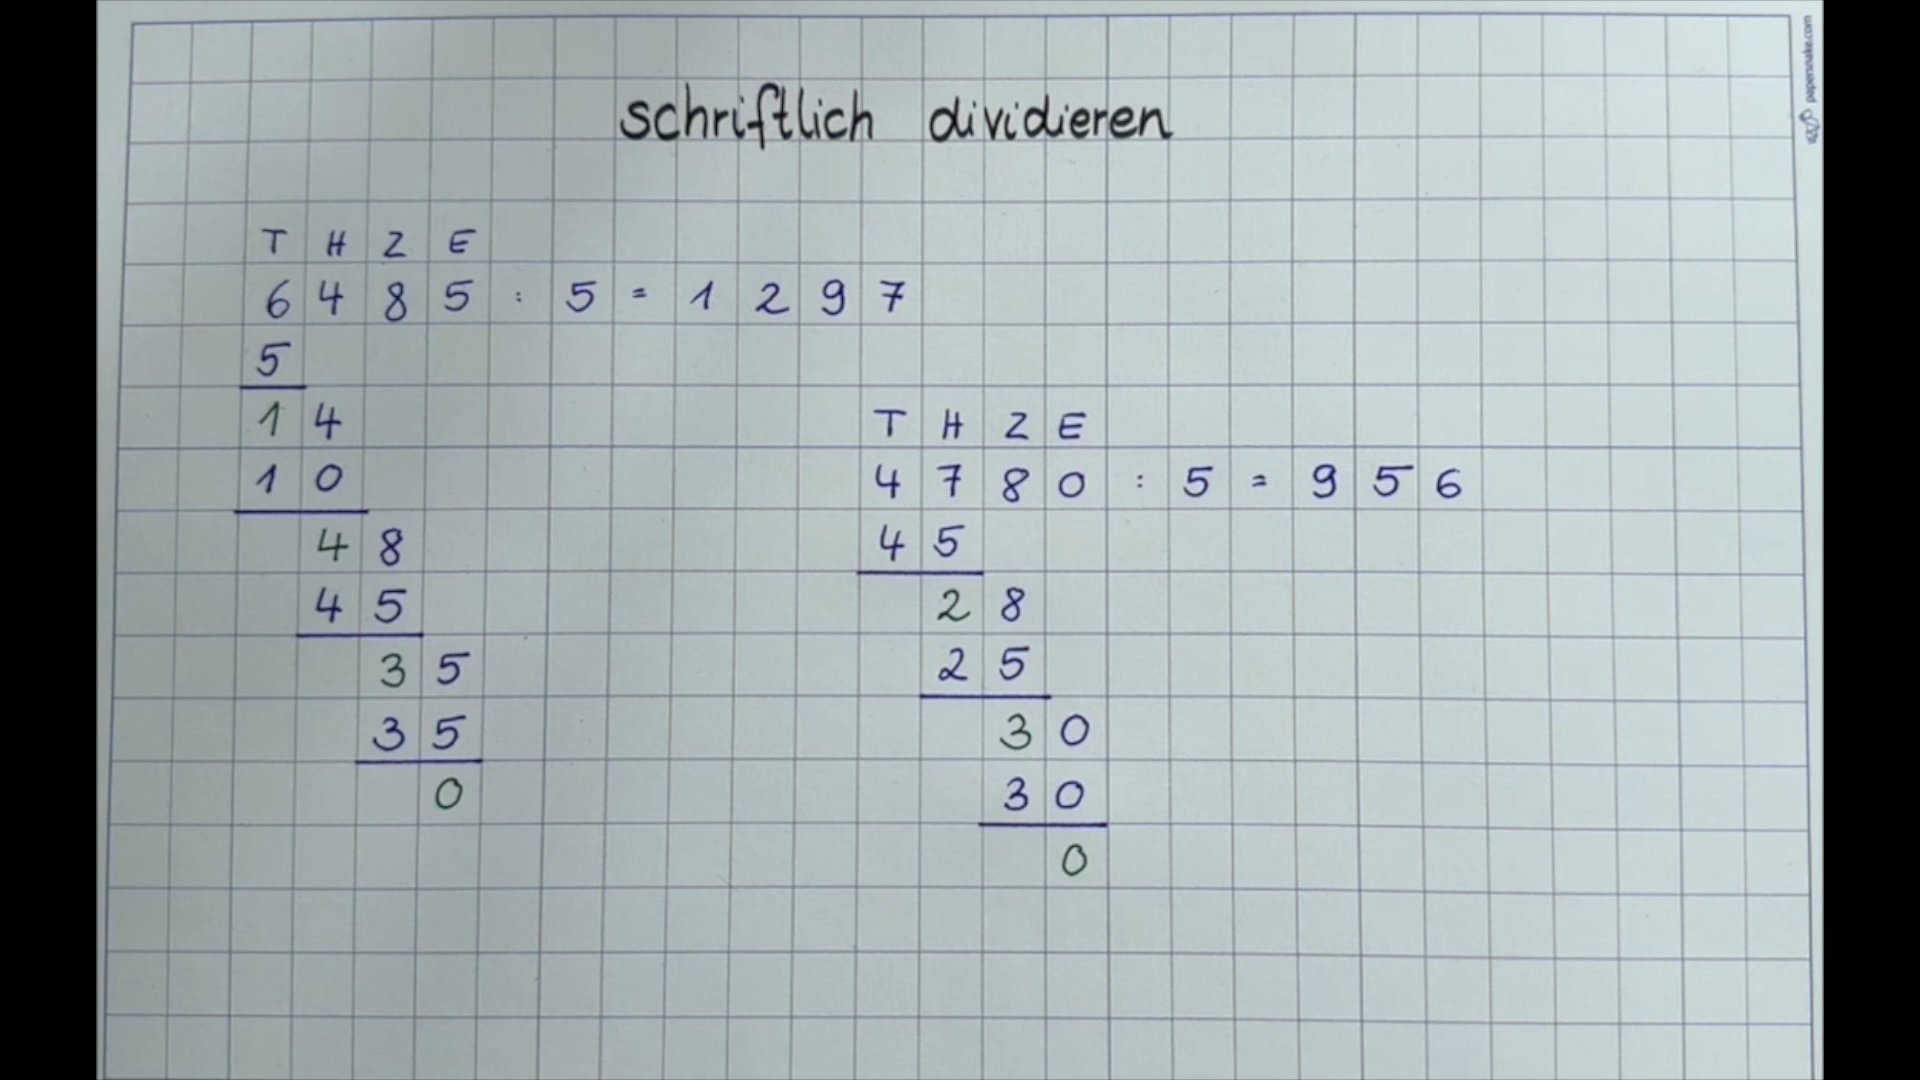 schriftlich dividieren
T H Z E
6 4 8 5 : 5 = 1 2 9 7
5
1 4
1 0
4 8
4 5
3 5
3 5
0
T H Z E
4 7 8 0 : 5 = 9 5 6
4 5
2 8
2 5
3 0
3 0
0
papersnake.com